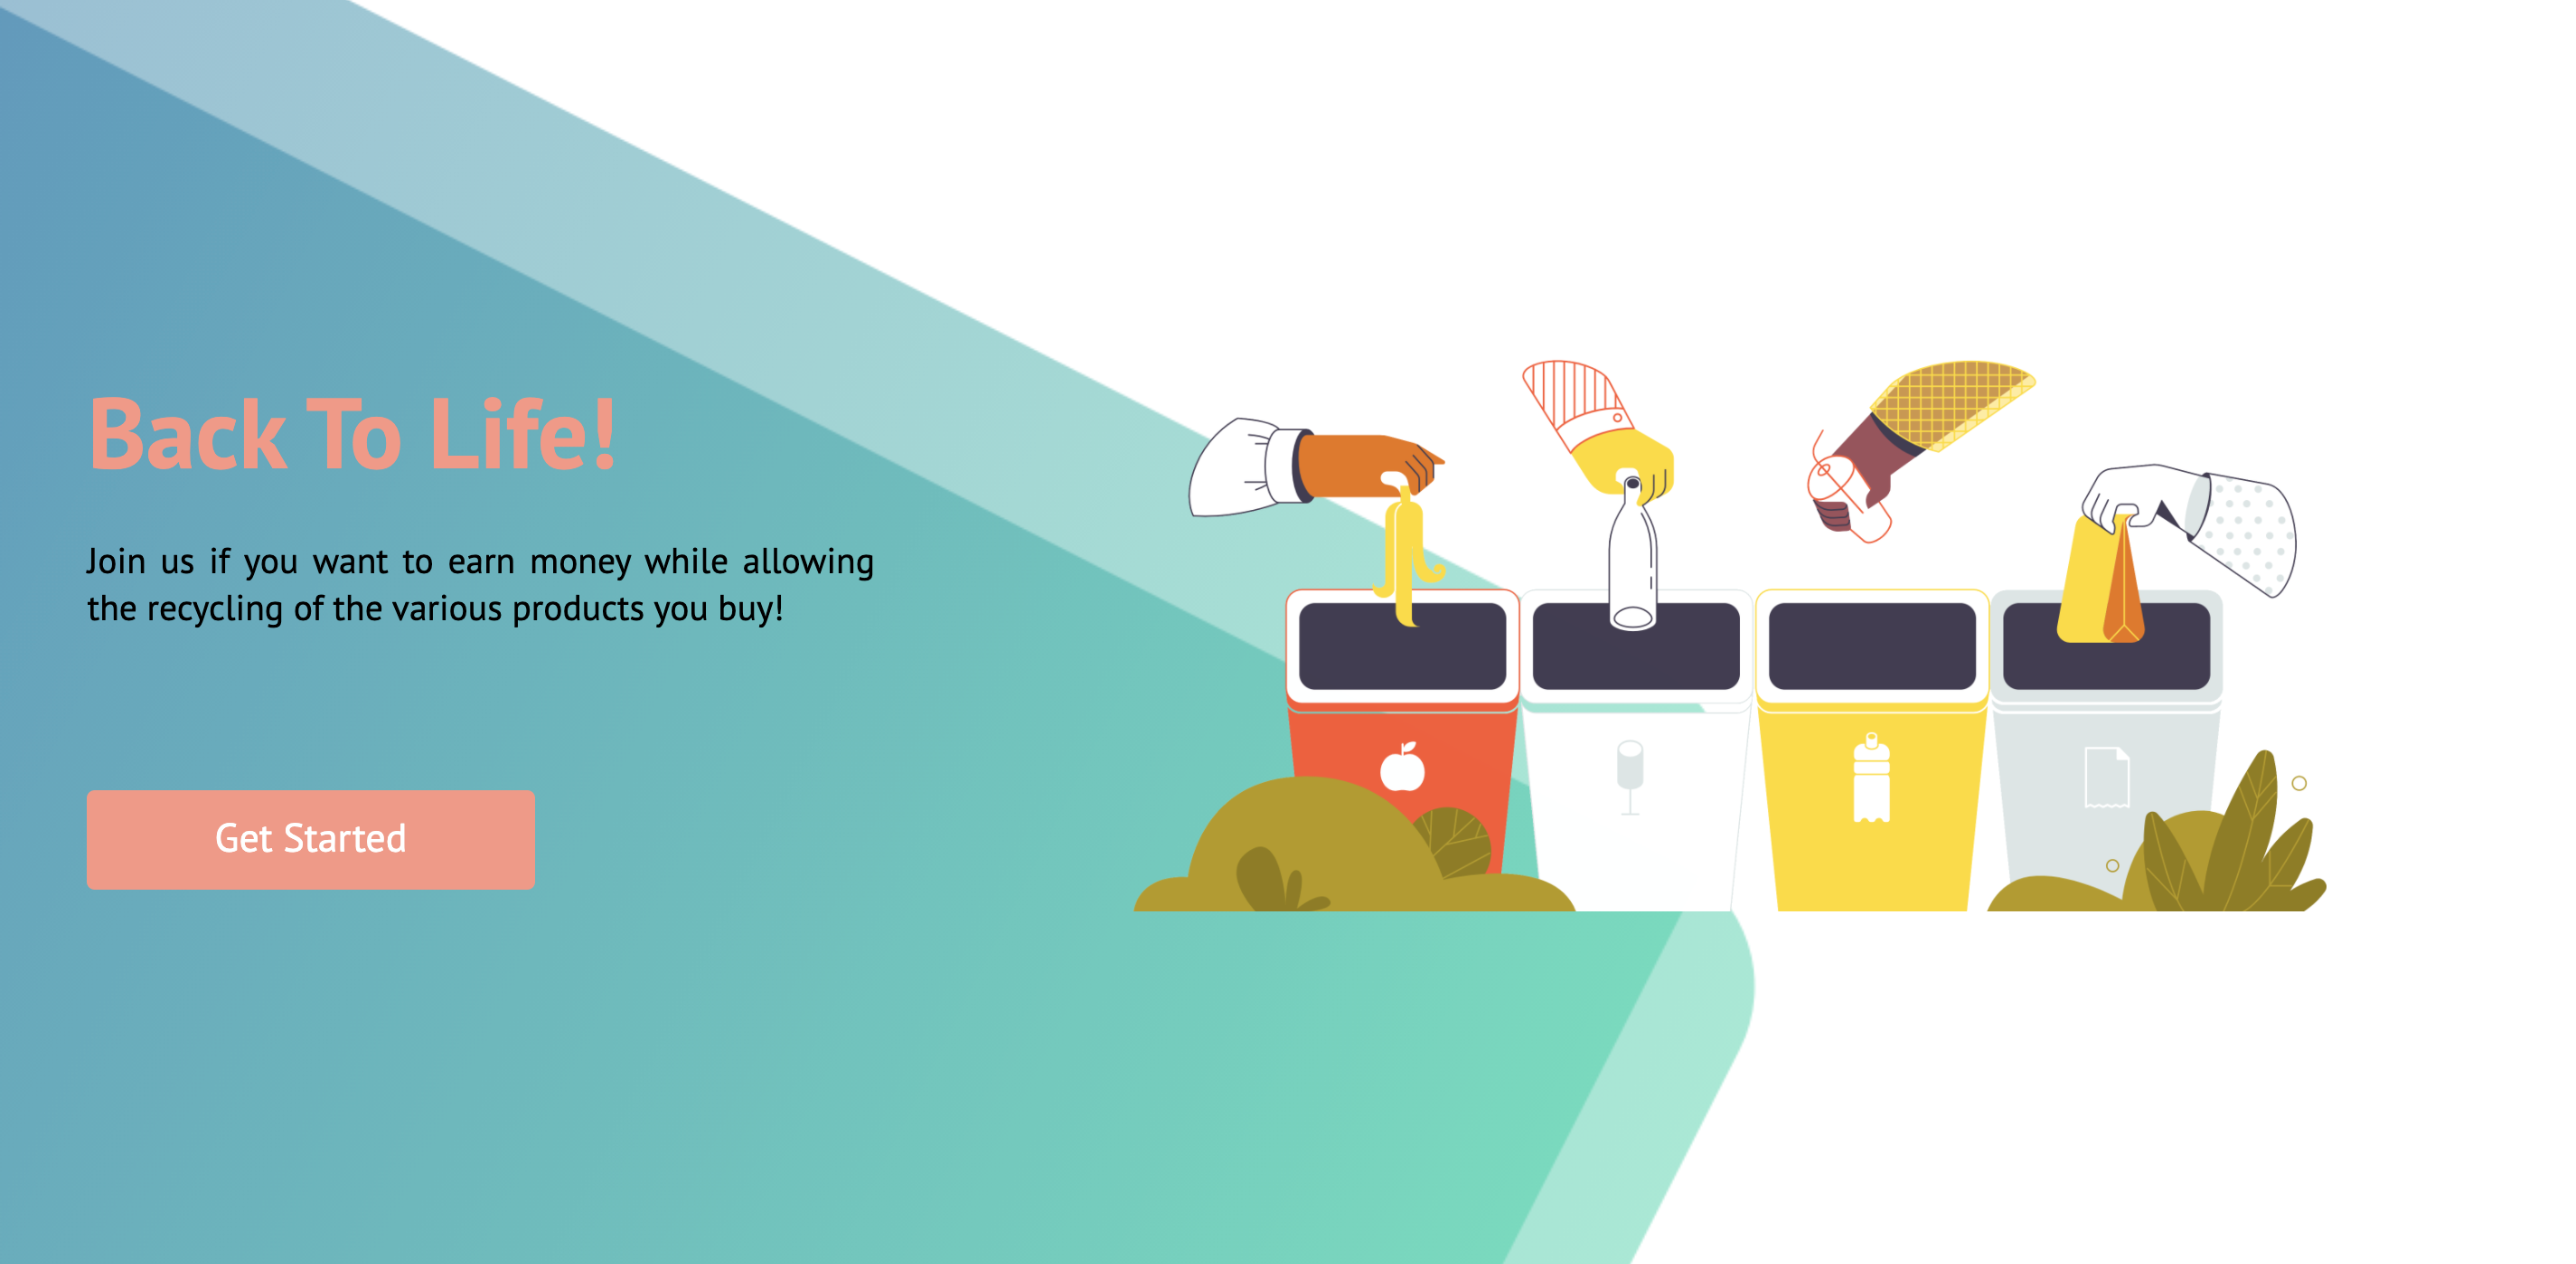 Back To Life!
Join us if you want to earn money while allowing
the recycling of the various products you buy!
Get Started